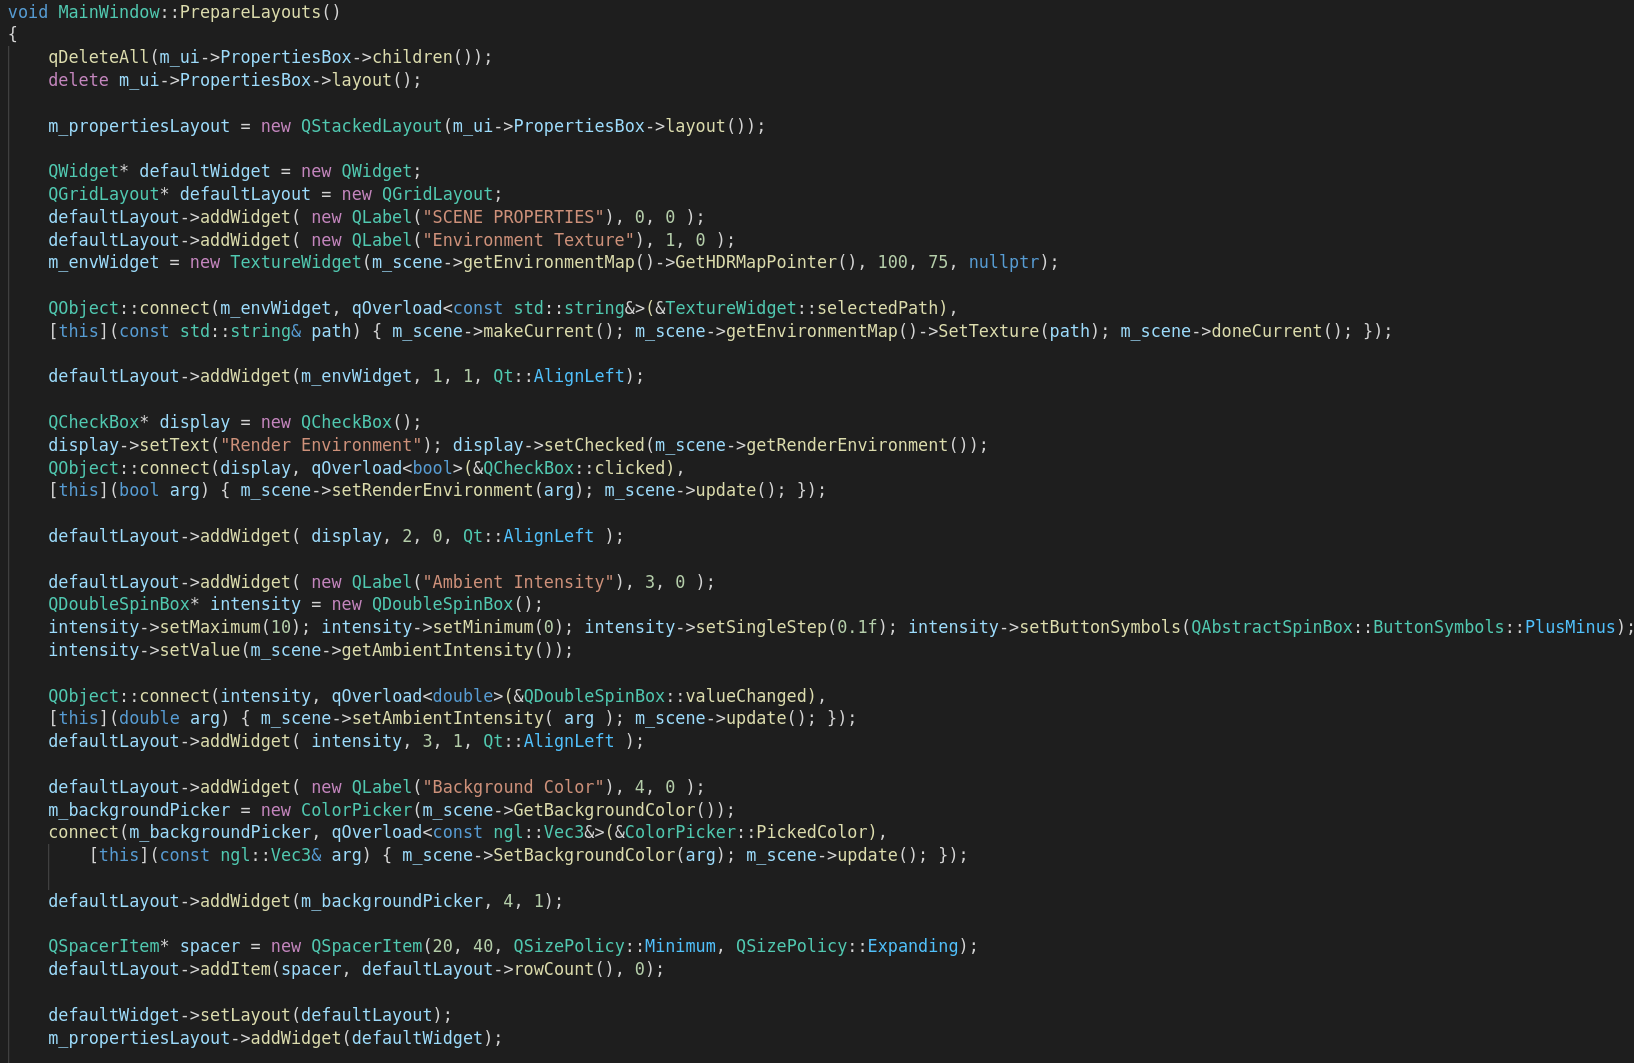 void MainWindow::PrepareLayouts()
{
    qDeleteAll(m_ui->PropertiesBox->children());
    delete m_ui->PropertiesBox->layout();

    m_propertiesLayout = new QStackedLayout(m_ui->PropertiesBox->layout());

    QWidget* defaultWidget = new QWidget;
    QGridLayout* defaultLayout = new QGridLayout;
    defaultLayout->addWidget( new QLabel("SCENE PROPERTIES"), 0, 0 );
    defaultLayout->addWidget( new QLabel("Environment Texture"), 1, 0 );
    m_envWidget = new TextureWidget(m_scene->getEnvironmentMap()->GetHDRMapPointer(), 100, 75, nullptr);

    QObject::connect(m_envWidget, qOverload<const std::string&>(&TextureWidget::selectedPath),
    [this](const std::string& path) { m_scene->makeCurrent(); m_scene->getEnvironmentMap()->SetTexture(path); m_scene->doneCurrent(); });

    defaultLayout->addWidget(m_envWidget, 1, 1, Qt::AlignLeft);

    QCheckBox* display = new QCheckBox();
    display->setText("Render Environment"); display->setChecked(m_scene->getRenderEnvironment());
    QObject::connect(display, qOverload<bool>(&QCheckBox::clicked),
    [this](bool arg) { m_scene->setRenderEnvironment(arg); m_scene->update(); });

    defaultLayout->addWidget( display, 2, 0, Qt::AlignLeft );

    defaultLayout->addWidget( new QLabel("Ambient Intensity"), 3, 0 );
    QDoubleSpinBox* intensity = new QDoubleSpinBox();
    intensity->setMaximum(10); intensity->setMinimum(0); intensity->setSingleStep(0.1f); intensity->setButtonSymbols(QAbstractSpinBox::ButtonSymbols::PlusMinus);
    intensity->setValue(m_scene->getAmbientIntensity());

    QObject::connect(intensity, qOverload<double>(&QDoubleSpinBox::valueChanged),
    [this](double arg) { m_scene->setAmbientIntensity( arg ); m_scene->update(); });
    defaultLayout->addWidget( intensity, 3, 1, Qt::AlignLeft );

    defaultLayout->addWidget( new QLabel("Background Color"), 4, 0 );
    m_backgroundPicker = new ColorPicker(m_scene->GetBackgroundColor());
    connect(m_backgroundPicker, qOverload<const ngl::Vec3&>(&ColorPicker::PickedColor),
        [this](const ngl::Vec3& arg) { m_scene->SetBackgroundColor(arg); m_scene->update(); });

    defaultLayout->addWidget(m_backgroundPicker, 4, 1);

    QSpacerItem* spacer = new QSpacerItem(20, 40, QSizePolicy::Minimum, QSizePolicy::Expanding);
    defaultLayout->addItem(spacer, defaultLayout->rowCount(), 0);

    defaultWidget->setLayout(defaultLayout);
    m_propertiesLayout->addWidget(defaultWidget);